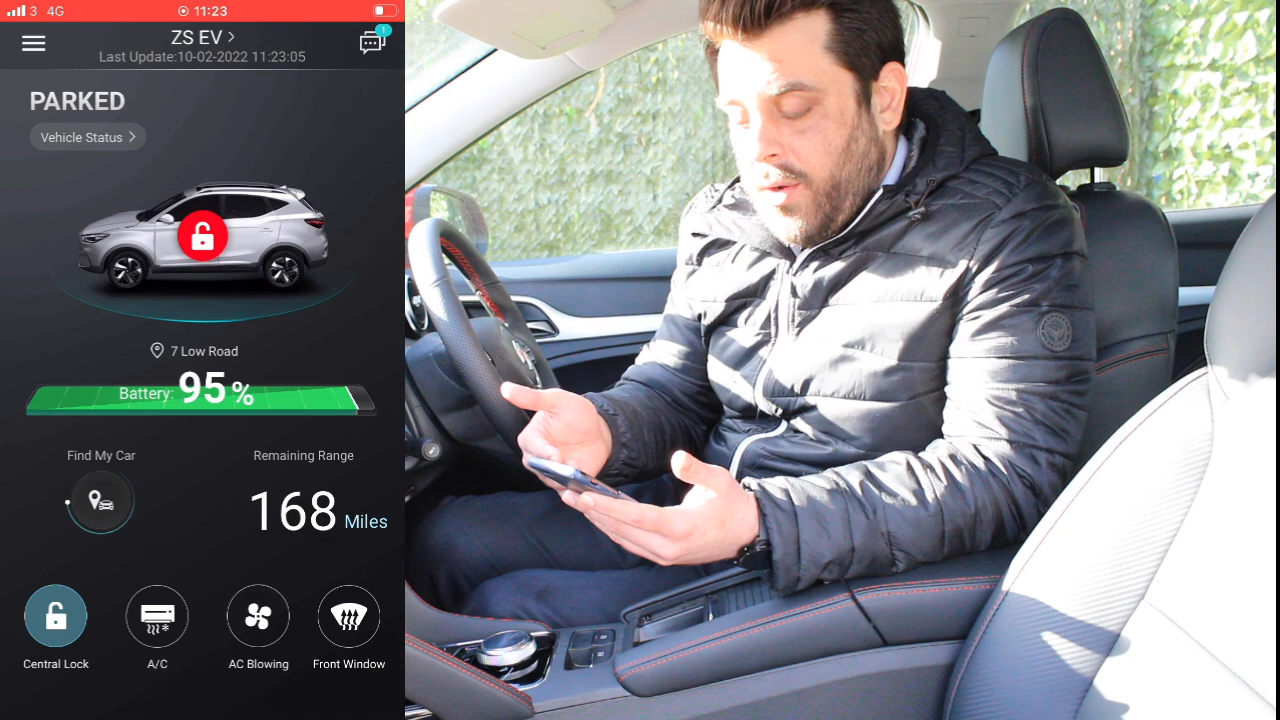 3 4G 11:23
ZS EV >
Last Update:10-02-2022 11:23:05
1
PARKED
Vehicle Status >
7 Low Road
Battery: 95%
Find My Car
Remaining Range
168 Miles
Central Lock
A/C
AC Blowing
Front Window